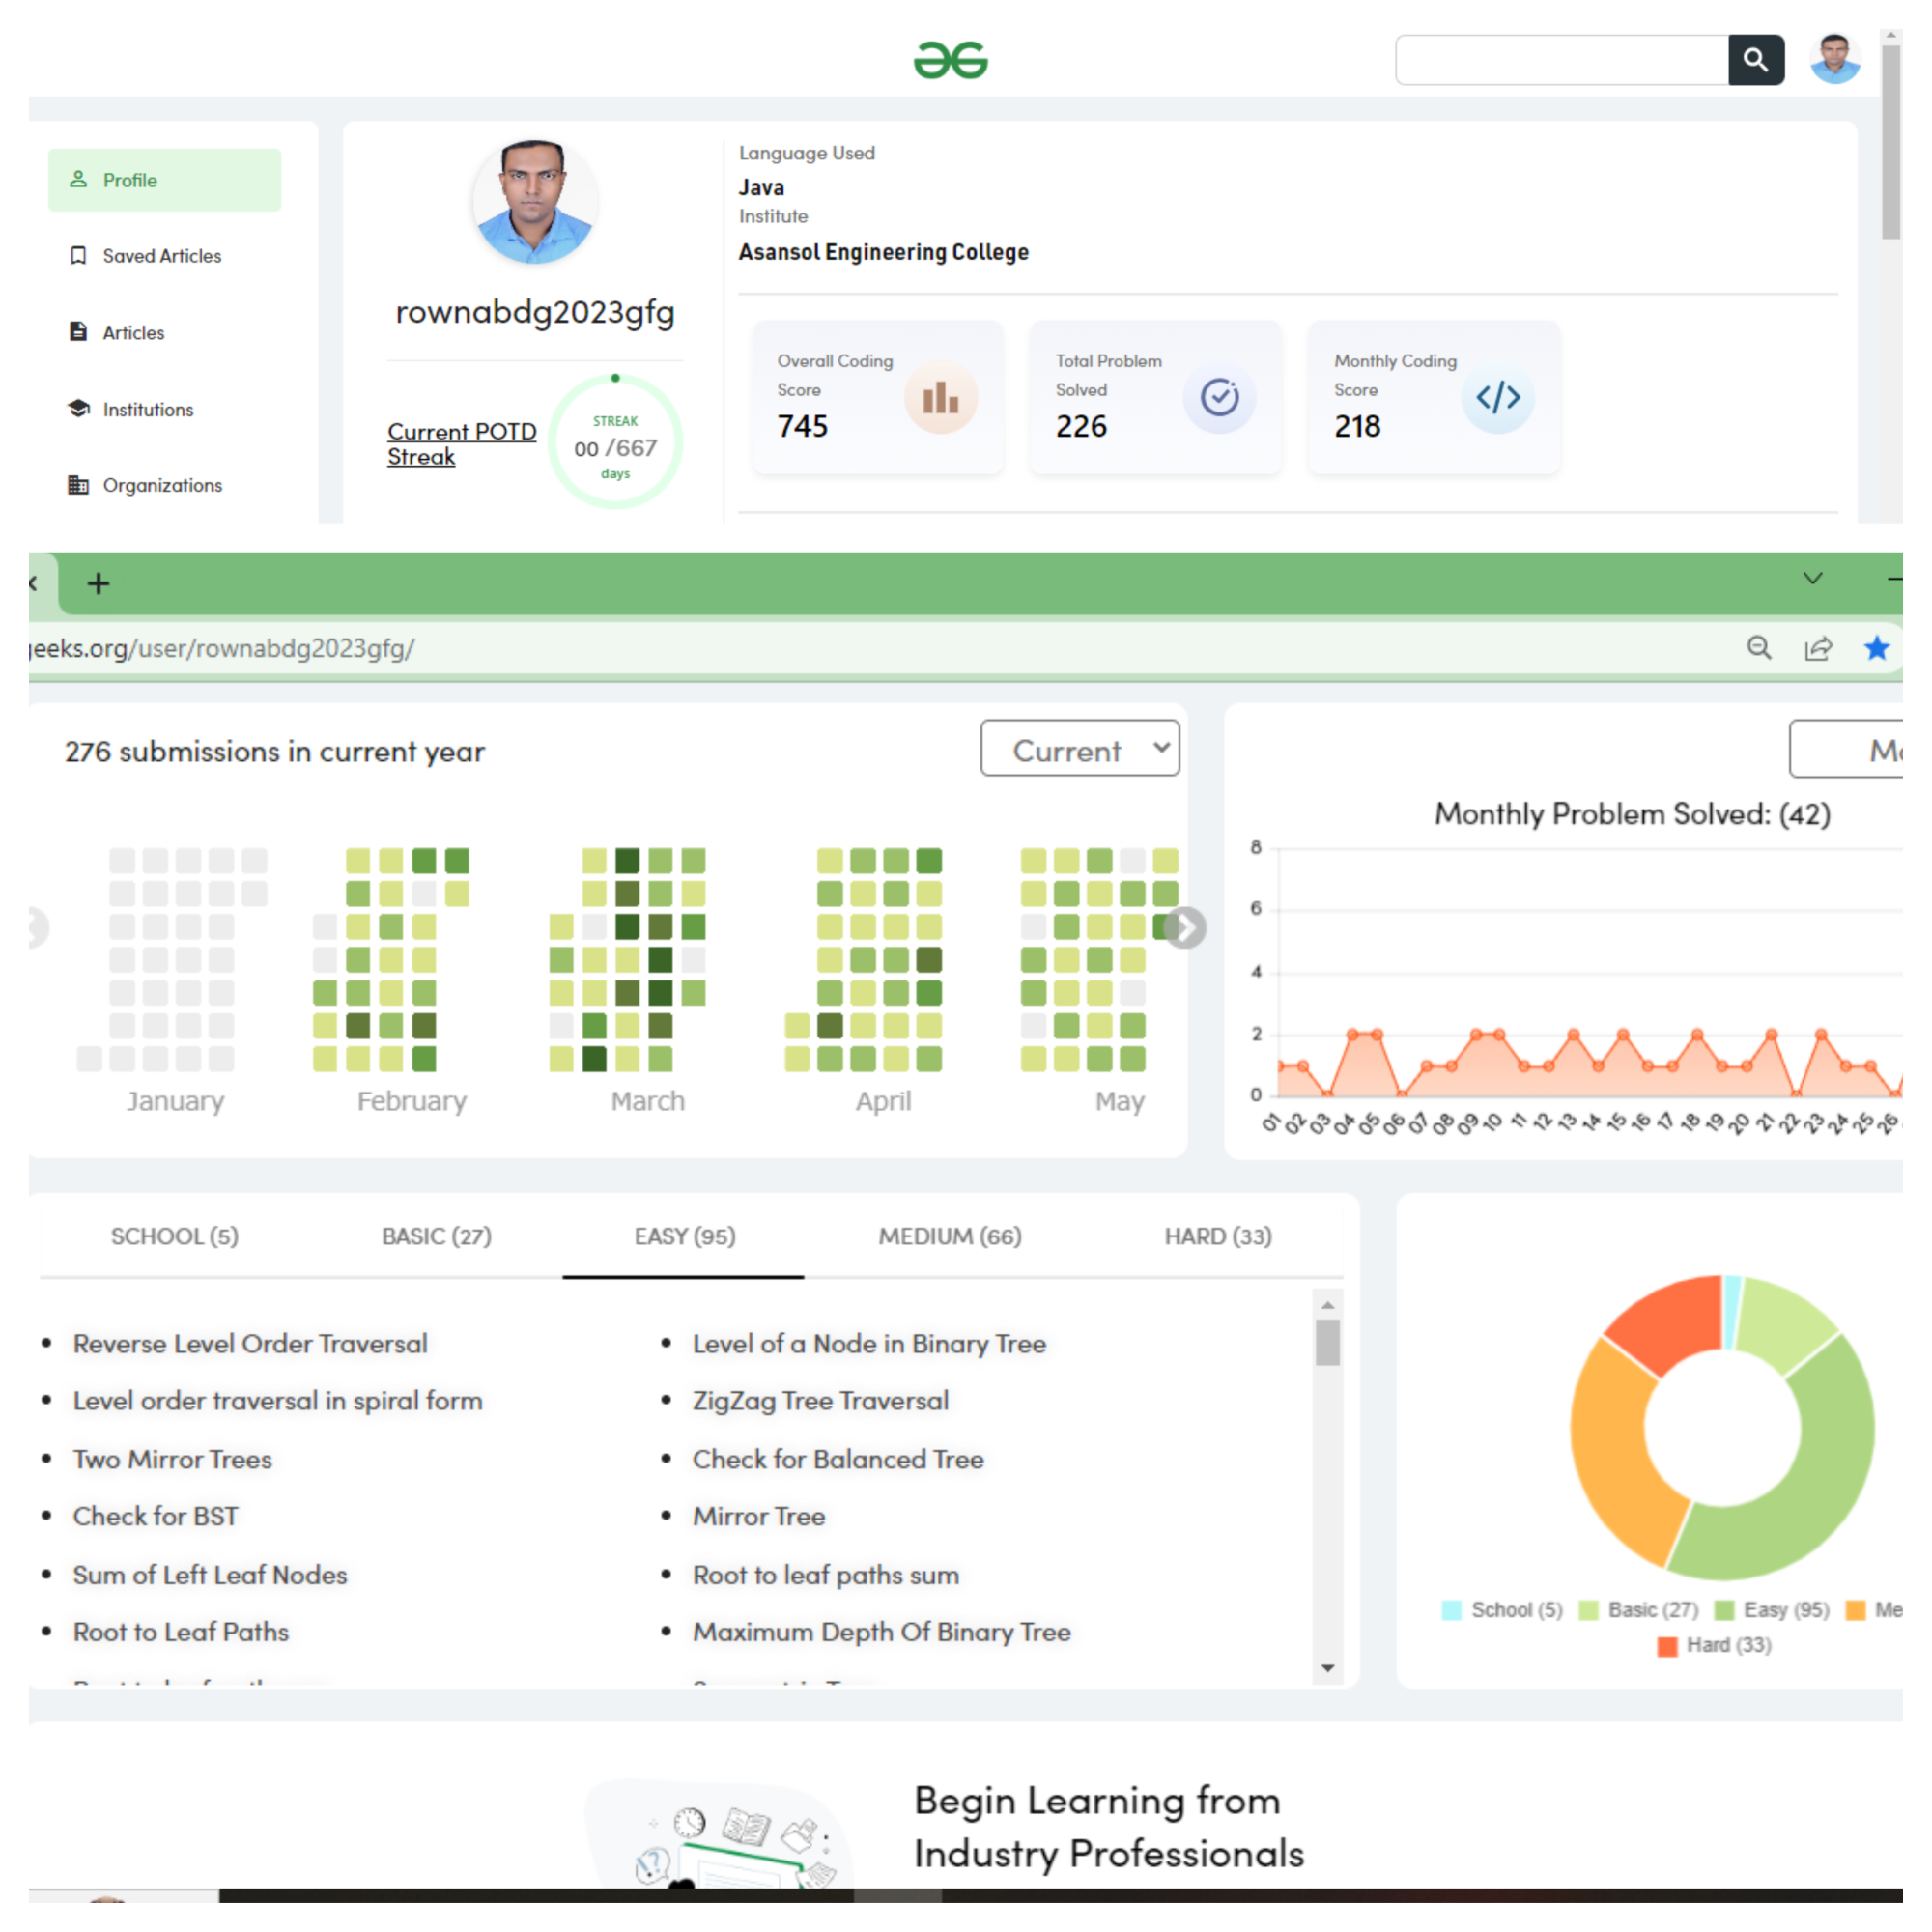 Profile
Saved Articles
Articles
Institutions
Organizations
rownabdg2023gfg
Current POTD
Streak
STREAK
00 /667
days
Language Used
Java
Institute
Asansol Engineering College
Overall Coding
Score
745
Total Problem
Solved
226
Monthly Coding
Score
218
</>
geeks.org/user/rownabdg2023gfg/
276 submissions in current year
Current
January February March April May
Monthly Problem Solved: (42)
8
6
4
2
0
01 02 03 04 05 06 07 08 09 10 11 12 13 14 15 16 17 18 19 20 21 22 23 24 25 26
SCHOOL (5) BASIC (27) EASY (95) MEDIUM (66) HARD (33)
Reverse Level Order Traversal
Level of a Node in Binary Tree
Level order traversal in spiral form
ZigZag Tree Traversal
Two Mirror Trees
Check for Balanced Tree
Check for BST
Mirror Tree
Sum of Left Leaf Nodes
Root to leaf paths sum
Root to Leaf Paths
Maximum Depth Of Binary Tree
School (5) Basic (27) Easy (95) Me
Hard (33)
Begin Learning from
Industry Professionals